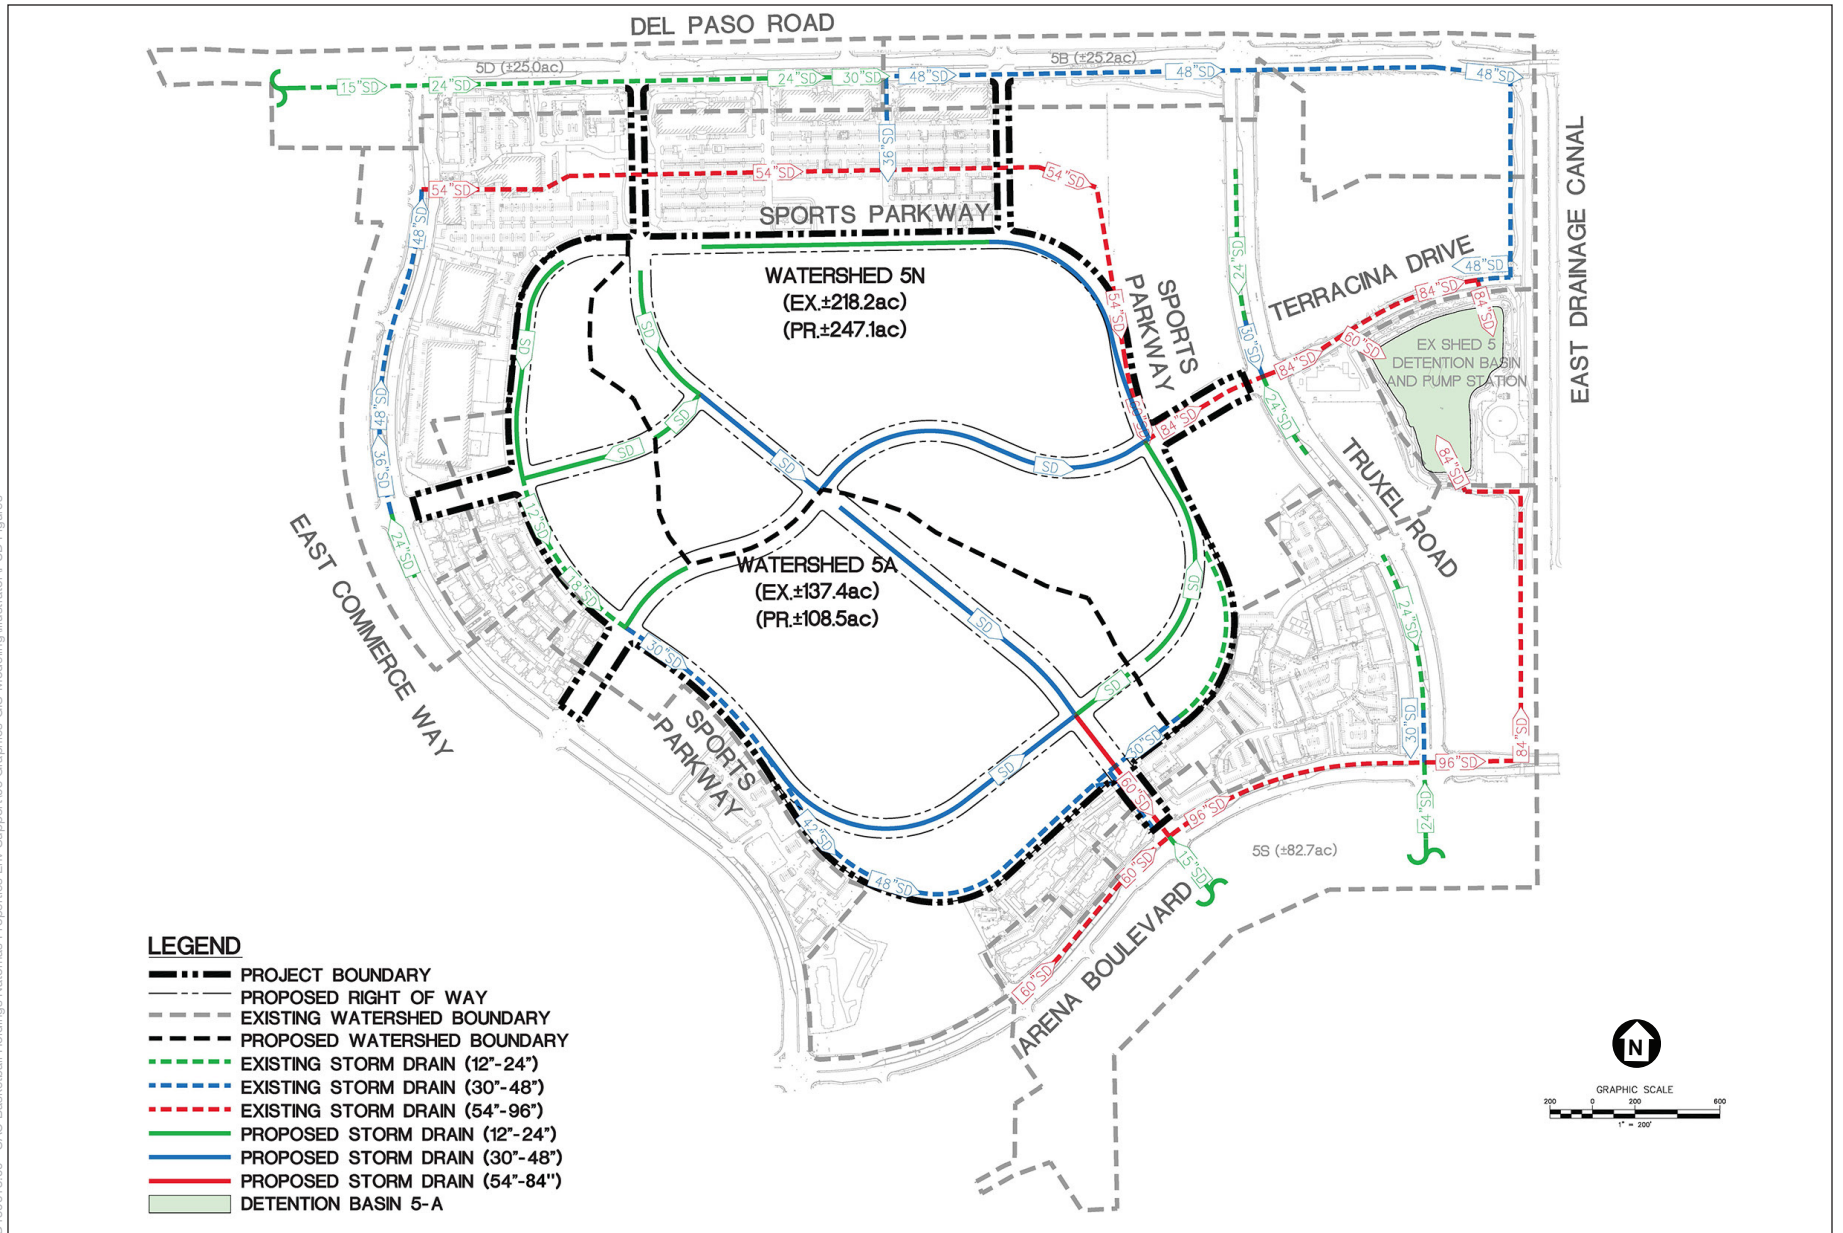 DEL PASO ROAD
5D (±25.0ac)
5B (±25.2ac)
15"SD
24"SD
24"SD
30"SD
48"SD
48"SD
48"SD
36"SD
54"SD
54"SD
54"SD
48"SD
SPORTS PARKWAY
EAST DRAINAGE CANAL
WATERSHED 5N
(EX.±218.2ac)
(PR.±247.1ac)
SPORTS
PARKWAY
TERRACINA DRIVE
24"SD
48"SD
84"SD
84"SD
54"SD
30"SD
60"SD
84"SD
EX SHED 5
DETENTION BASIN
AND PUMP STATION
SD
SD
48"SD
36"SD
24"SD
SD
SD
SD
SD
84"SD
24"SD
84"SD
TRUXEL ROAD
EAST COMMERCE WAY
12"SD
18"SD
WATERSHED 5A
(EX.±137.4ac)
(PR.±108.5ac)
SD
SD
24"SD
30"SD
SD
SD
30"SD
30"SD
84"SD
96"SD
SPORTS
PARKWAY
60"SD
96"SD
24"SD
42"SD
48"SD
60"SD
15"SD
5S (±82.7ac)
60"SD
ARENA BOULEVARD
LEGEND
PROJECT BOUNDARY
PROPOSED RIGHT OF WAY
EXISTING WATERSHED BOUNDARY
PROPOSED WATERSHED BOUNDARY
EXISTING STORM DRAIN (12"-24")
EXISTING STORM DRAIN (30"-48")
EXISTING STORM DRAIN (54"-96")
PROPOSED STORM DRAIN (12"-24")
PROPOSED STORM DRAIN (30"-48")
PROPOSED STORM DRAIN (54"-84")
DETENTION BASIN 5-A
N
GRAPHIC SCALE
200 0 200 600
1" = 200'